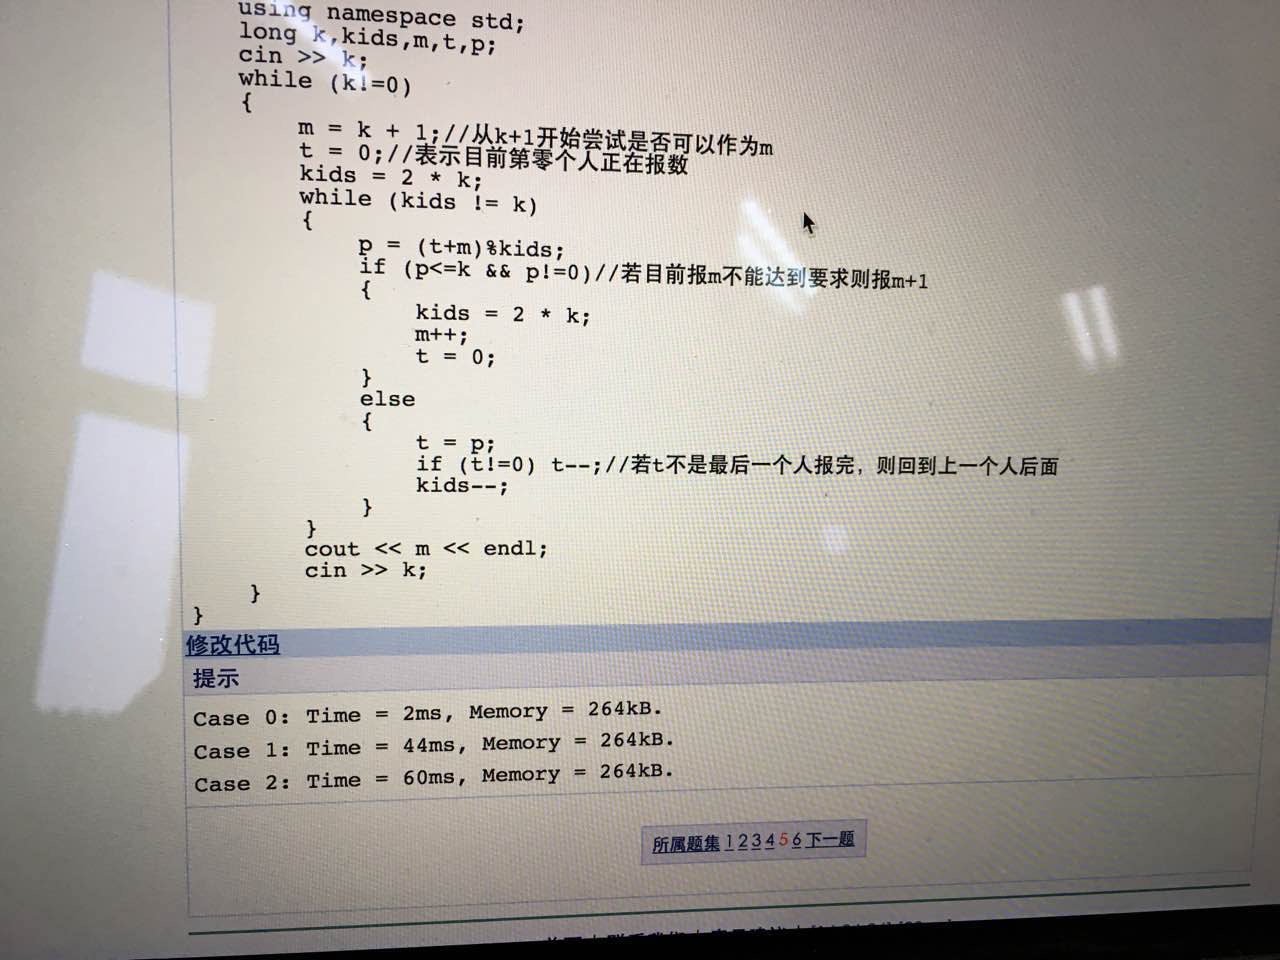 using namespace std;
long k,kids,m,t,p;
cin >> k;
while (k!=0)
{
m = k + 1;//从k+1开始尝试是否可以作为m
t = 0;//表示目前第零个人正在报数
kids = 2 * k;
while (kids != k)
{
p = (t+m)%kids;
if (p<=k && p!=0)//若目前报m不能达到要求则报m+1
{
kids = 2 * k;
m++;
t = 0;
}
else
{
t = p;
if (t!=0) t--;//若t不是最后一个人报完，则回到上一个人后面
kids--;
}
}
cout << m << endl;
cin >> k;
}
}
修改代码
提示
Case 0: Time = 2ms, Memory = 264kB.
Case 1: Time = 44ms, Memory = 264kB.
Case 2: Time = 60ms, Memory = 264kB.
所属题集 1 2 3 4 5 6 下一题